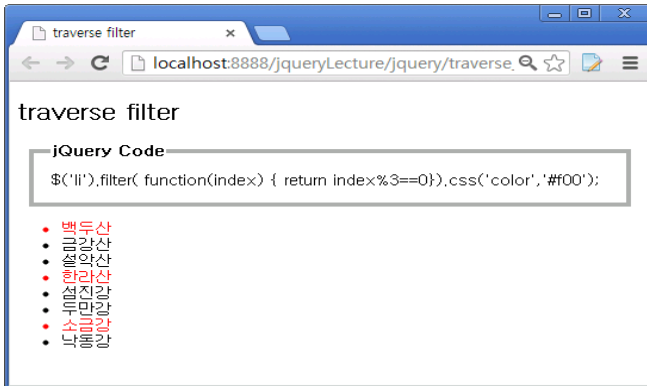 traverse filter
localhost:8888/jqueryLecture/jquery/traverse_
traverse filter
jQuery Code
$('li').filter( function(index) { return index%3==0}).css('color','#f00');
백두산
금강산
설악산
한라산
섬진강
두만강
소금강
낙동강